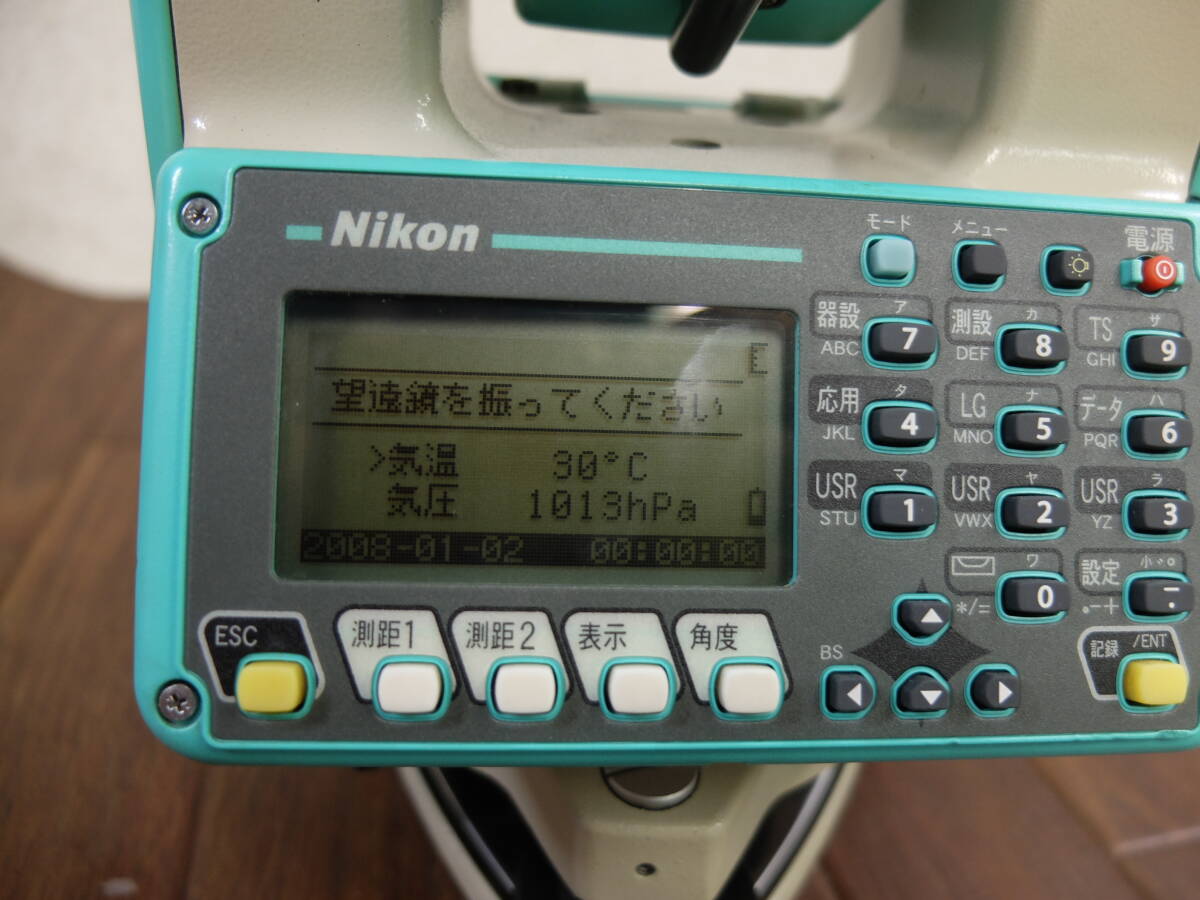 Nikon
モード
メニュー
電源
望遠鏡を振ってください
>気温 30°C
気圧 1013hPa
2008-01-02 00:00:00
器設 ア
ABC 7
測設 カ
DEF 8
TS サ
GHI 9
応用 タ
JKL 4
LG ナ
MNO 5
データ ハ
PQR 6
USR マ
STU 1
USR ヤ
VWX 2
USR ラ
YZ 3
ワ
*/= 0
設定 小゛゜
.-+ -.
ESC
測距1
測距2
表示
角度
BS
記録 /ENT